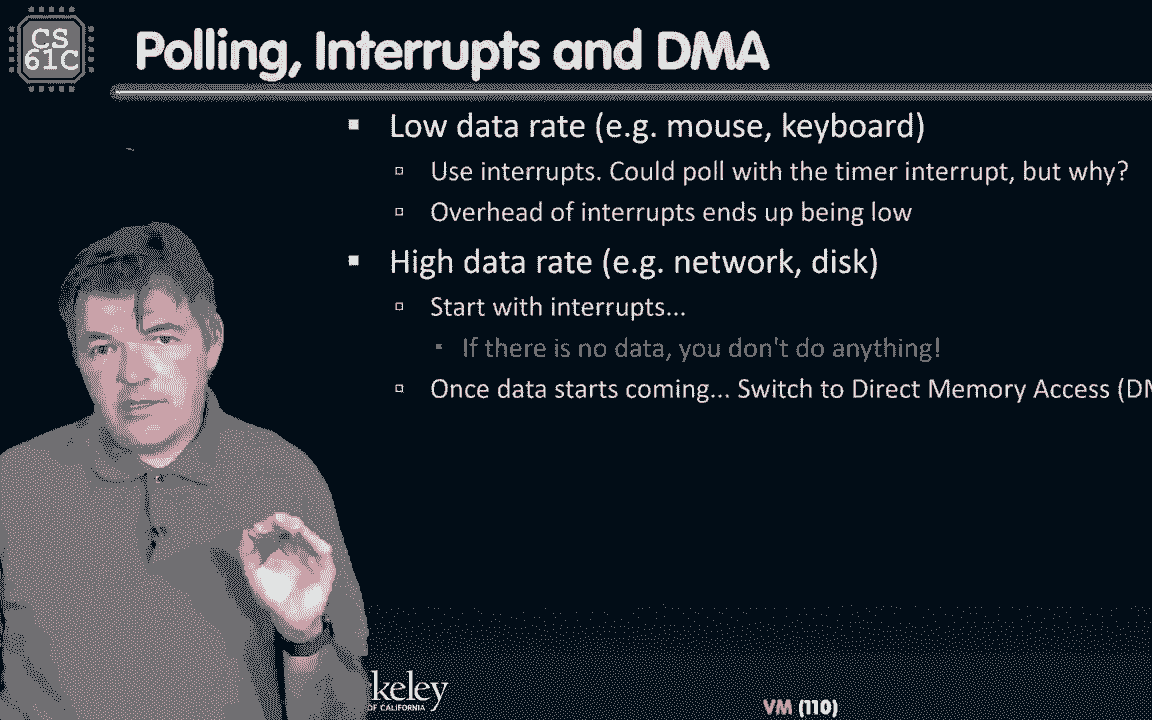 CS
61C
Polling, Interrupts and DMA
▪ Low data rate (e.g. mouse, keyboard)
▫ Use interrupts. Could poll with the timer interrupt, but why?
▫ Overhead of interrupts ends up being low
▪ High data rate (e.g. network, disk)
▫ Start with interrupts...
▪ If there is no data, you don't do anything!
▫ Once data starts coming... Switch to Direct Memory Access (DM
keley
OF CALIFORNIA
VM (110)